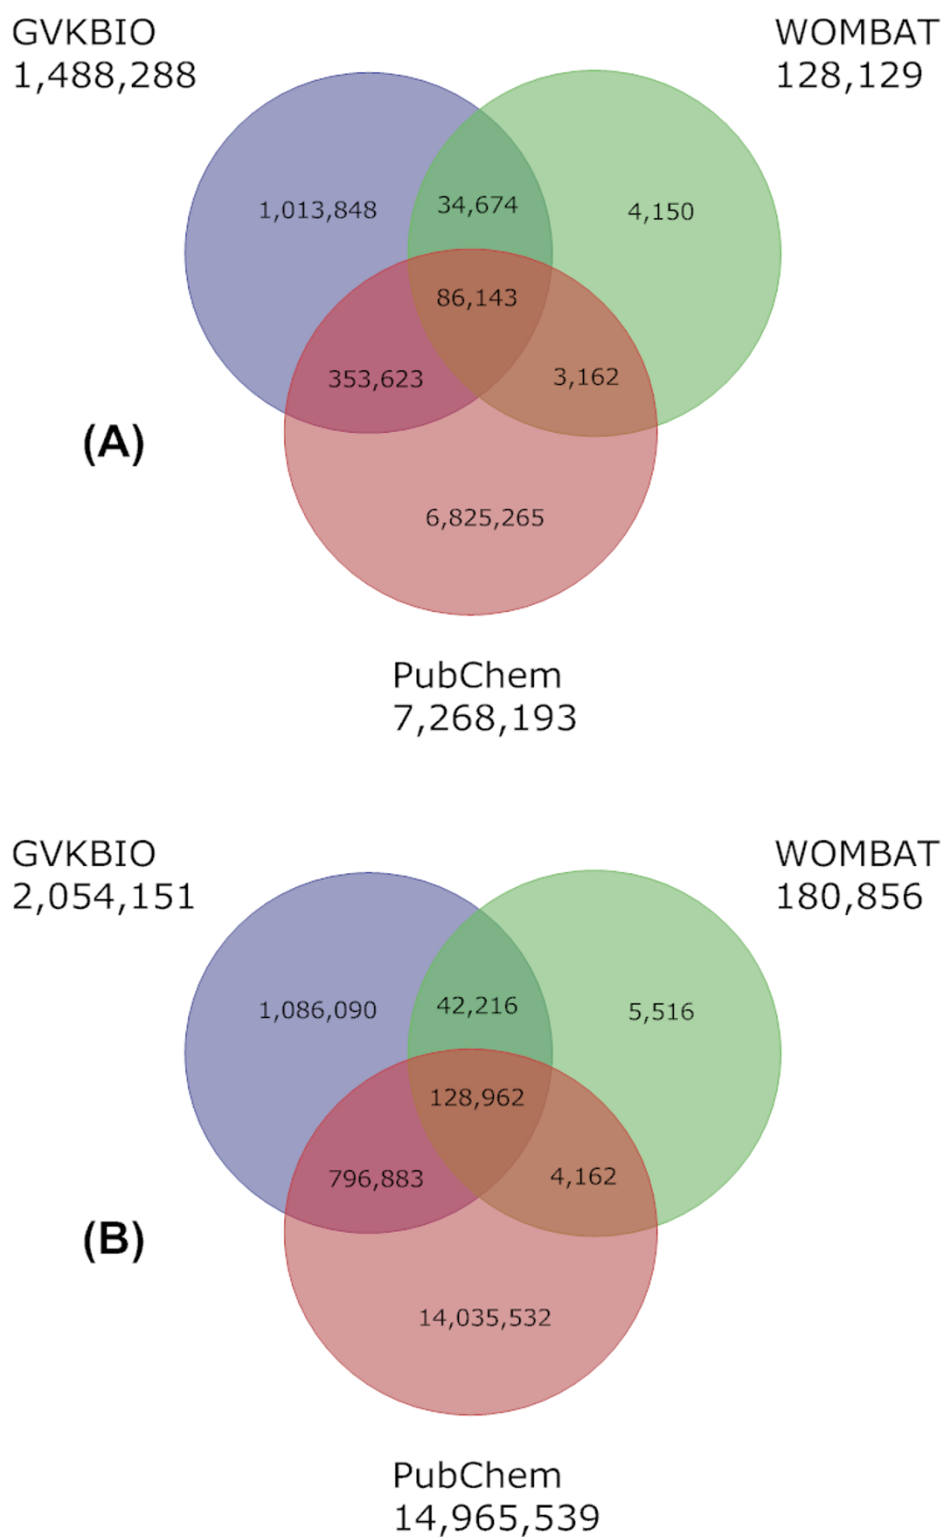 GVKBIO
1,488,288
WOMBAT
128,129
1,013,848
34,674
4,150
86,143
353,623
3,162
(A)
6,825,265
PubChem
7,268,193
GVKBIO
2,054,151
WOMBAT
180,856
1,086,090
42,216
5,516
128,962
796,883
4,162
(B)
14,035,532
PubChem
14,965,539